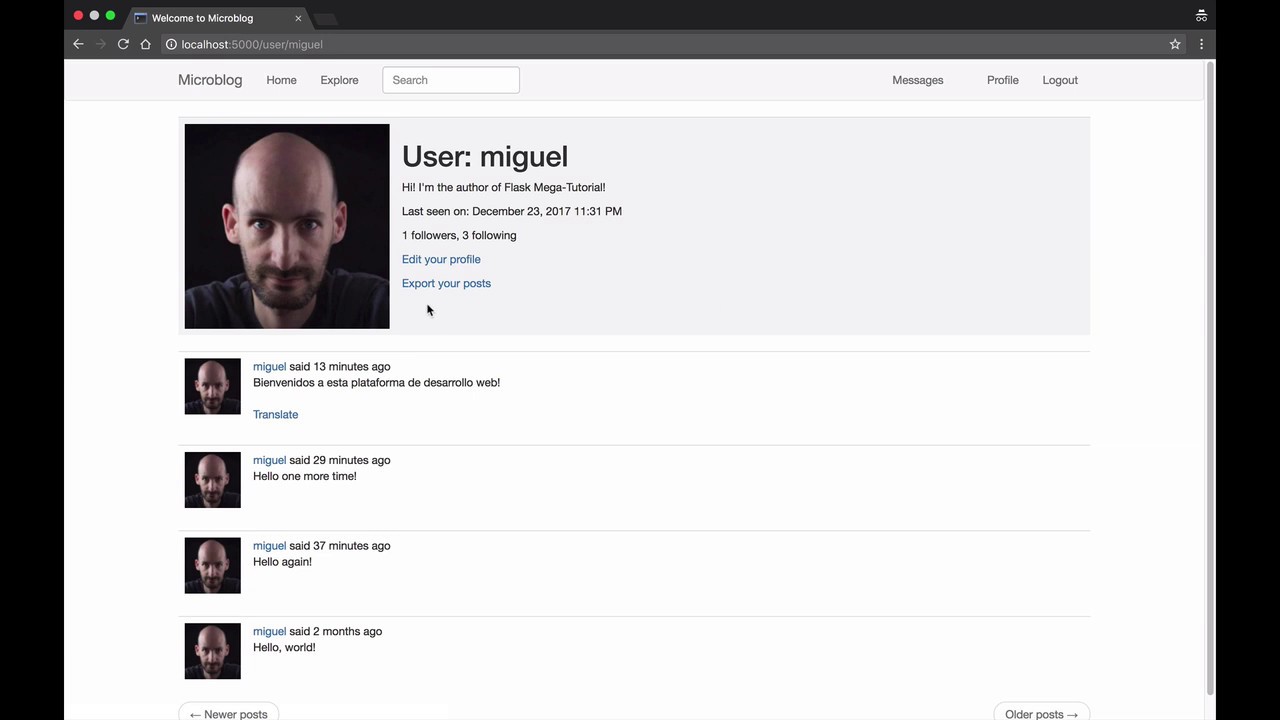 Welcome to Microblog
localhost:5000/user/miguel
Microblog Home Explore Search Messages Profile Logout
User: miguel
Hi! I'm the author of Flask Mega-Tutorial!
Last seen on: December 23, 2017 11:31 PM
1 followers, 3 following
Edit your profile
Export your posts
miguel said 13 minutes ago
Bienvenidos a esta plataforma de desarrollo web!
Translate
miguel said 29 minutes ago
Hello one more time!
miguel said 37 minutes ago
Hello again!
miguel said 2 months ago
Hello, world!
← Newer posts Older posts →